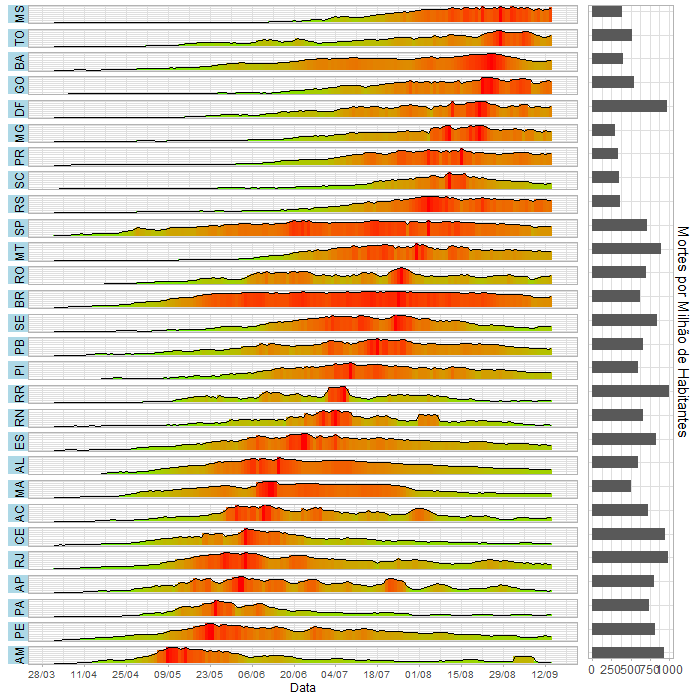 MS
TO
BA
GO
DF
MG
PR
SC
RS
SP
MT
RO
BR
SE
PB
PI
RR
RN
ES
AL
MA
AC
CE
RJ
AP
PA
PE
AM
28/03 11/04 25/04 09/05 23/05 06/06 20/06 04/07 18/07 01/08 15/08 29/08 12/09
Data
0 250 500 750 1000
Mortes por Milhão de Habitantes